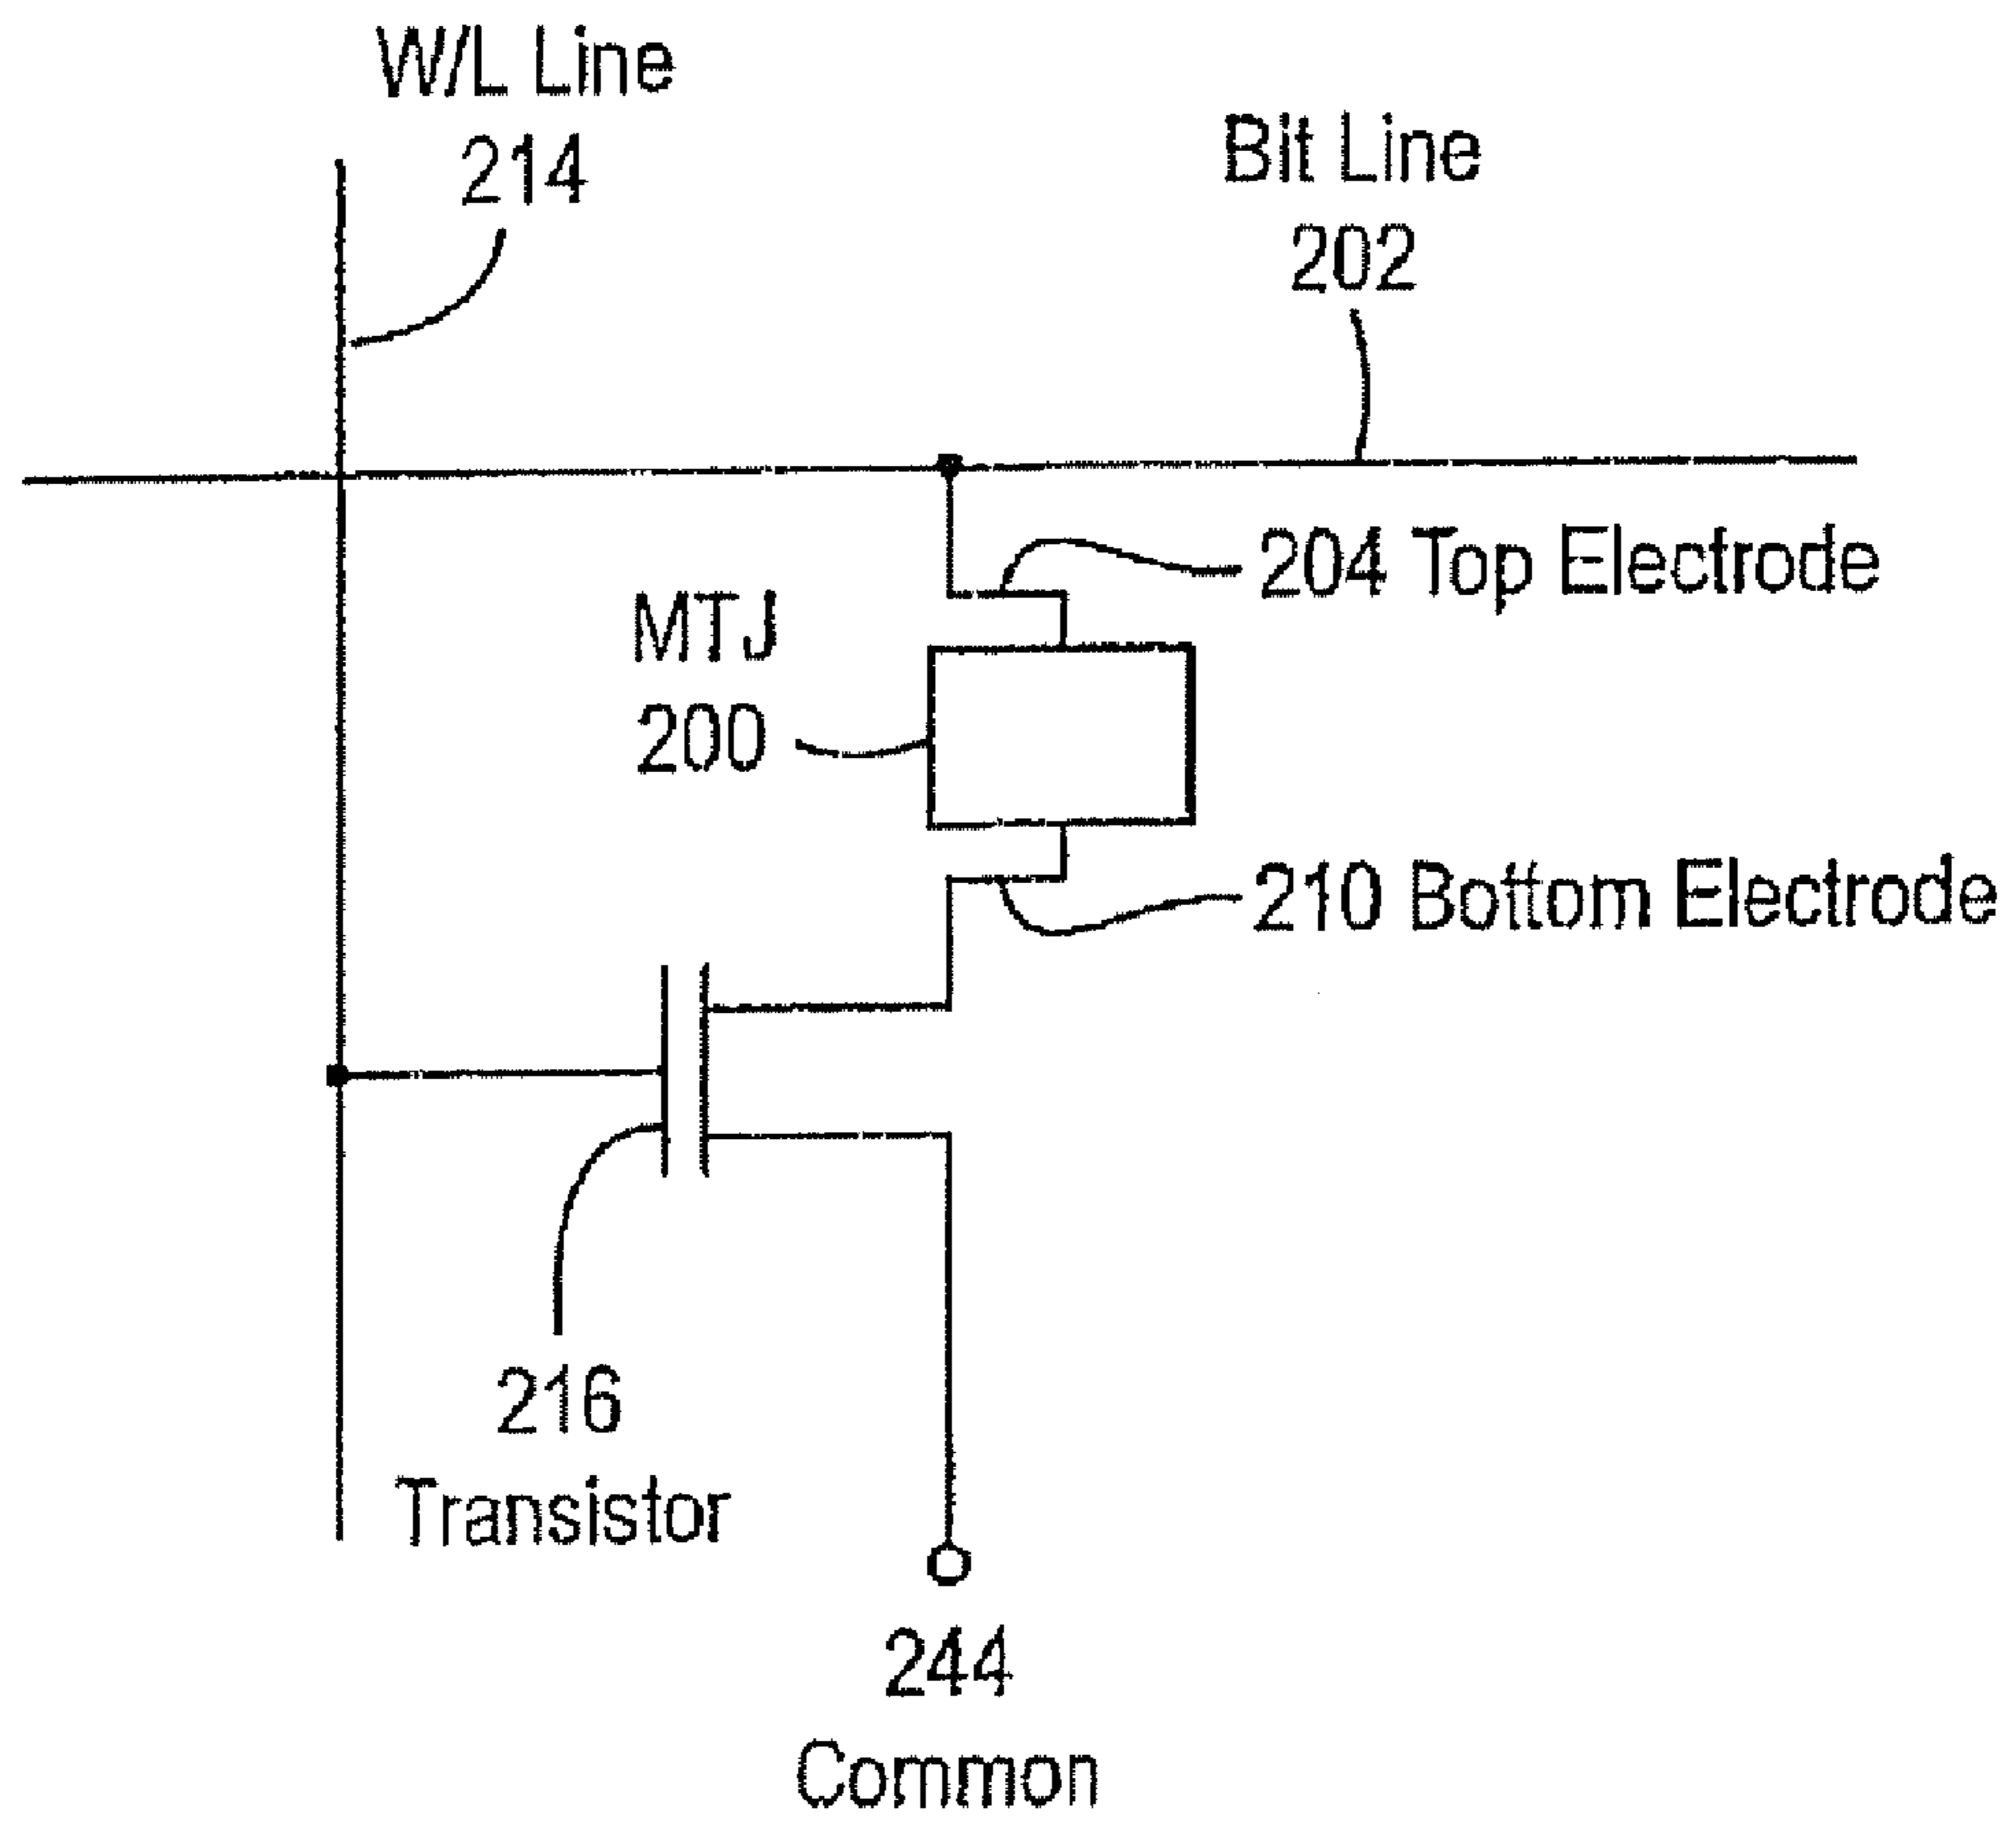 W/L Line
214
Bit Line
202
204 Top Electrode
MTJ
200
210 Bottom Electrode
216
Transistor
244
Common